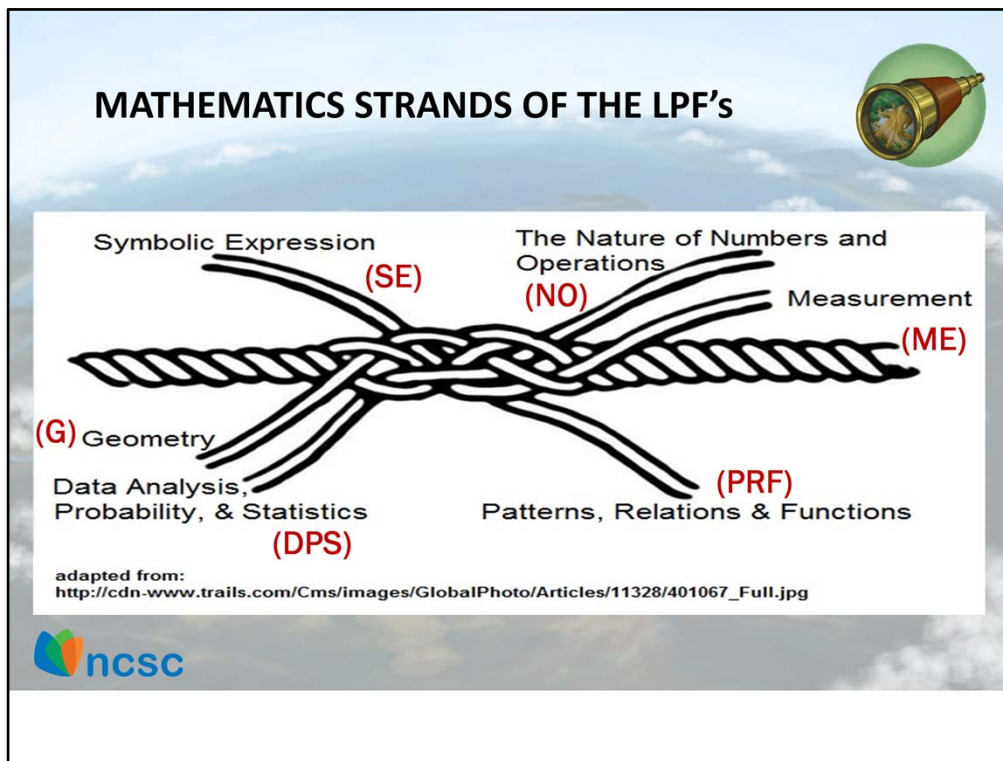 MATHEMATICS STRANDS OF THE LPF's
Symbolic Expression
(SE)
The Nature of Numbers and
Operations
(NO)
Measurement
(ME)
(G) Geometry
Data Analysis,
Probability, & Statistics
(DPS)
(PRF)
Patterns, Relations & Functions
adapted from:
http://cdn-www.trails.com/Cms/images/GlobalPhoto/Articles/11328/401067_Full.jpg
ncsc